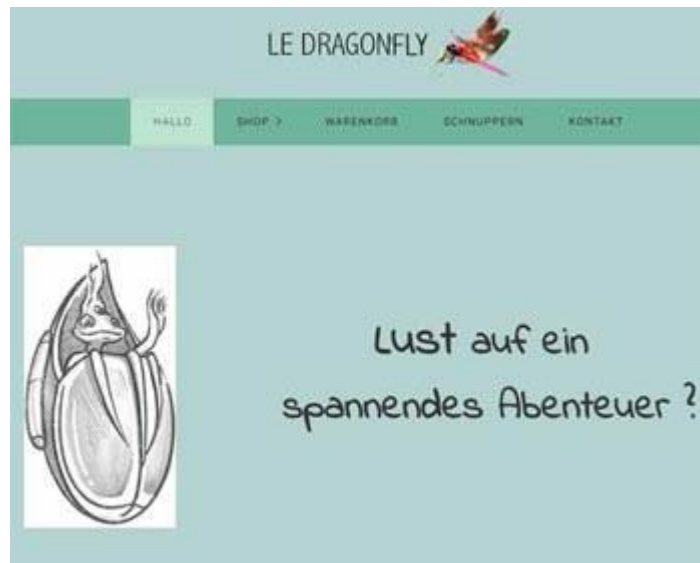 LE DRAGONFLY
HALLO SHOP > WARENKORB SCHNUPPERN KONTAKT
Lust auf ein
spannendes Abenteuer ?